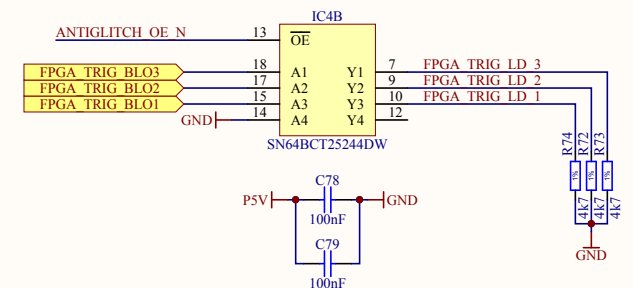 IC4B
ANTIGLITCH_OE_N 13 OE
FPGA_TRIG_BLO3 18 A1 Y1 7 FPGA_TRIG_LD_3
FPGA_TRIG_BLO2 17 A2 Y2 9 FPGA_TRIG_LD_2
FPGA_TRIG_BLO1 15 A3 Y3 10 FPGA_TRIG_LD_1
GND 14 A4 Y4 12
SN64BCT25244DW
R74 R72 R73
1% 1% 1%
4k7 4k7 4k7
GND
C78
P5V GND
100nF
C79
100nF